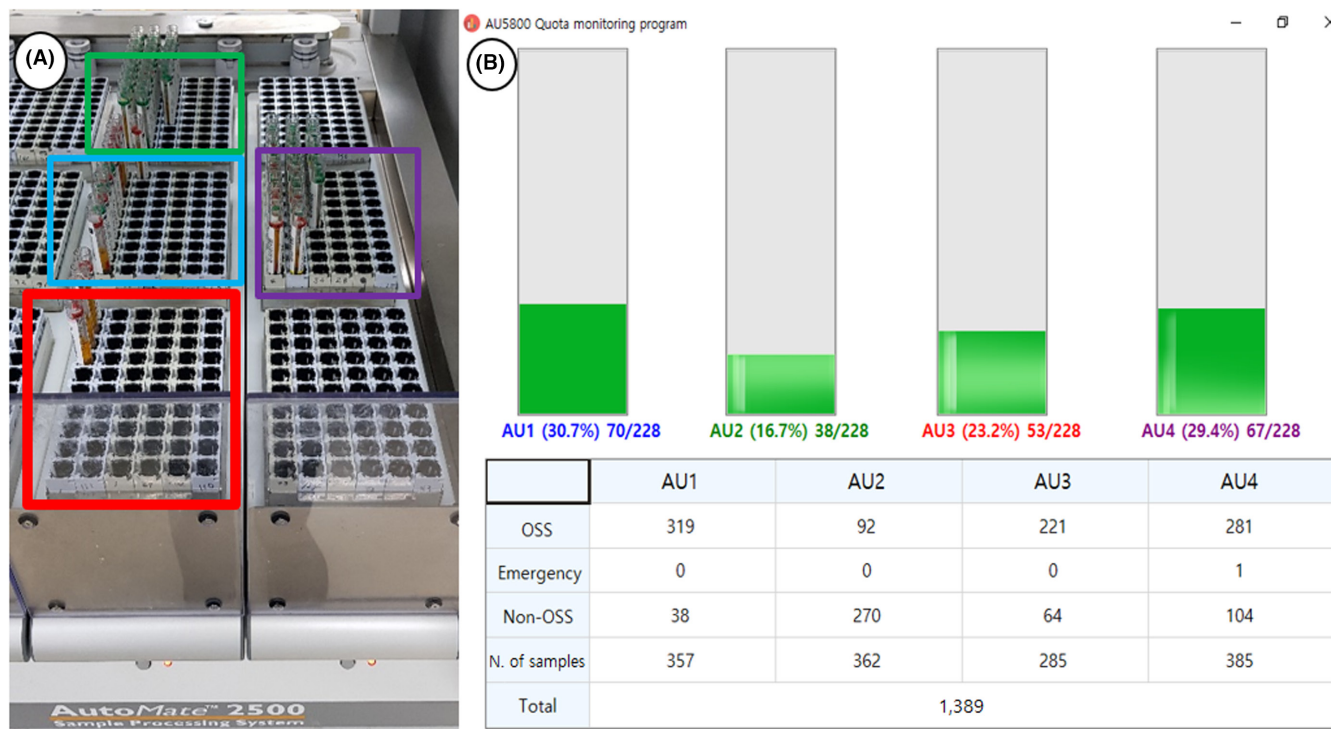 (A)
AutoMate™ 2500
Sample Processing System
(B)
AU5800 Quota monitoring program
AU1 (30.7%) 70/228
AU2 (16.7%) 38/228
AU3 (23.2%) 53/228
AU4 (29.4%) 67/228
AU1 AU2 AU3 AU4
OSS 319 92 221 281
Emergency 0 0 0 1
Non-OSS 38 270 64 104
N. of samples 357 362 285 385
Total 1,389